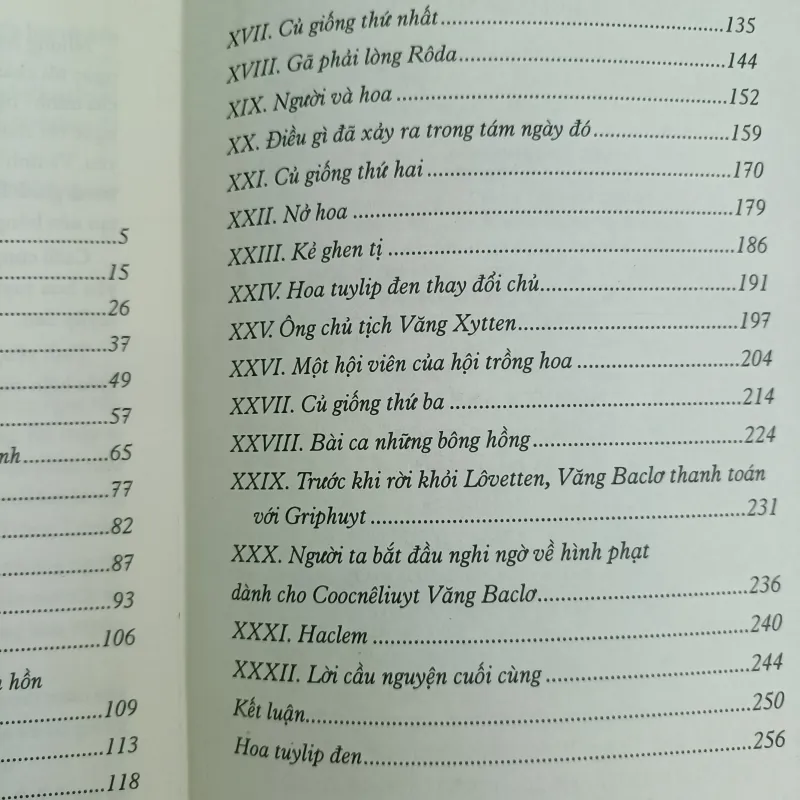 .....5
.....15
.....26
.....37
.....49
.....57
nh.....65
.....77
.....82
.....87
.....93
.....106
hồn
.....109
.....113
.....118
XVII. Củ giống thứ nhất.....135
XVIII. Gã phải lòng Rôda.....144
XIX. Người và hoa.....152
XX. Điều gì đã xảy ra trong tám ngày đó.....159
XXI. Củ giống thứ hai.....170
XXII. Nở hoa.....179
XXIII. Kẻ ghen tị.....186
XXIV. Hoa tuylip đen thay đổi chủ.....191
XXV. Ông chủ tịch Văng Xytten.....197
XXVI. Một hội viên của hội trồng hoa.....204
XXVII. Củ giống thứ ba.....214
XXVIII. Bài ca những bông hồng.....224
XXIX. Trước khi rời khỏi Lôvetten, Văng Baclơ thanh toán
với Griphuyt.....231
XXX. Người ta bắt đầu nghi ngờ về hình phạt
dành cho Coocnêliuyt Văng Baclơ.....236
XXXI. Haclem.....240
XXXII. Lời cầu nguyện cuối cùng.....244
Kết luận.....250
Hoa tuylip đen.....256